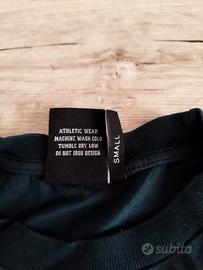 ATHLETIC WEAR
MACHINE WASH COLD
TUMBLE DRY LOW
DO NOT IRON DESIGN
SMALL
subito